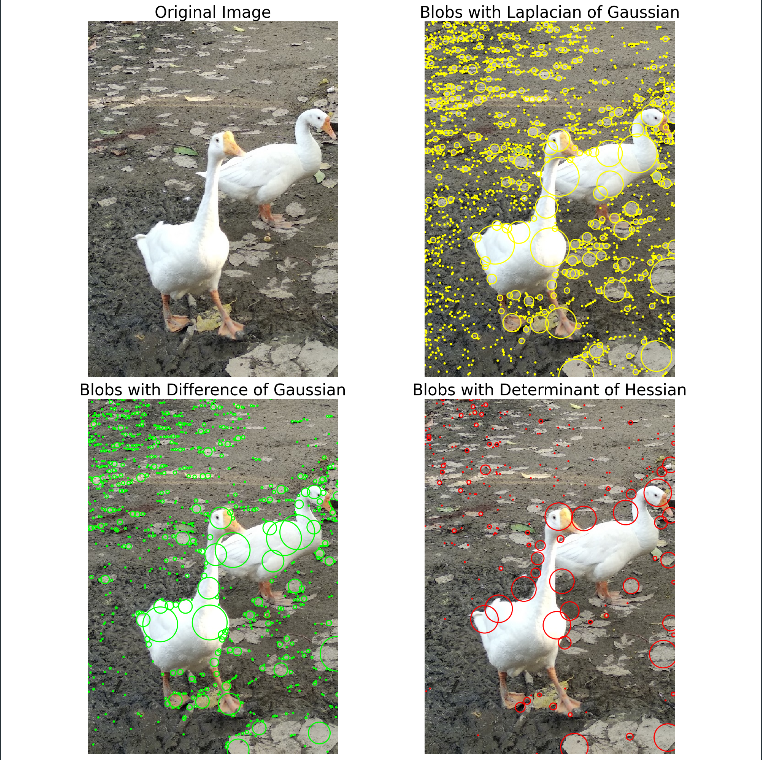 Original Image
Blobs with Laplacian of Gaussian
Blobs with Difference of Gaussian
Blobs with Determinant of Hessian